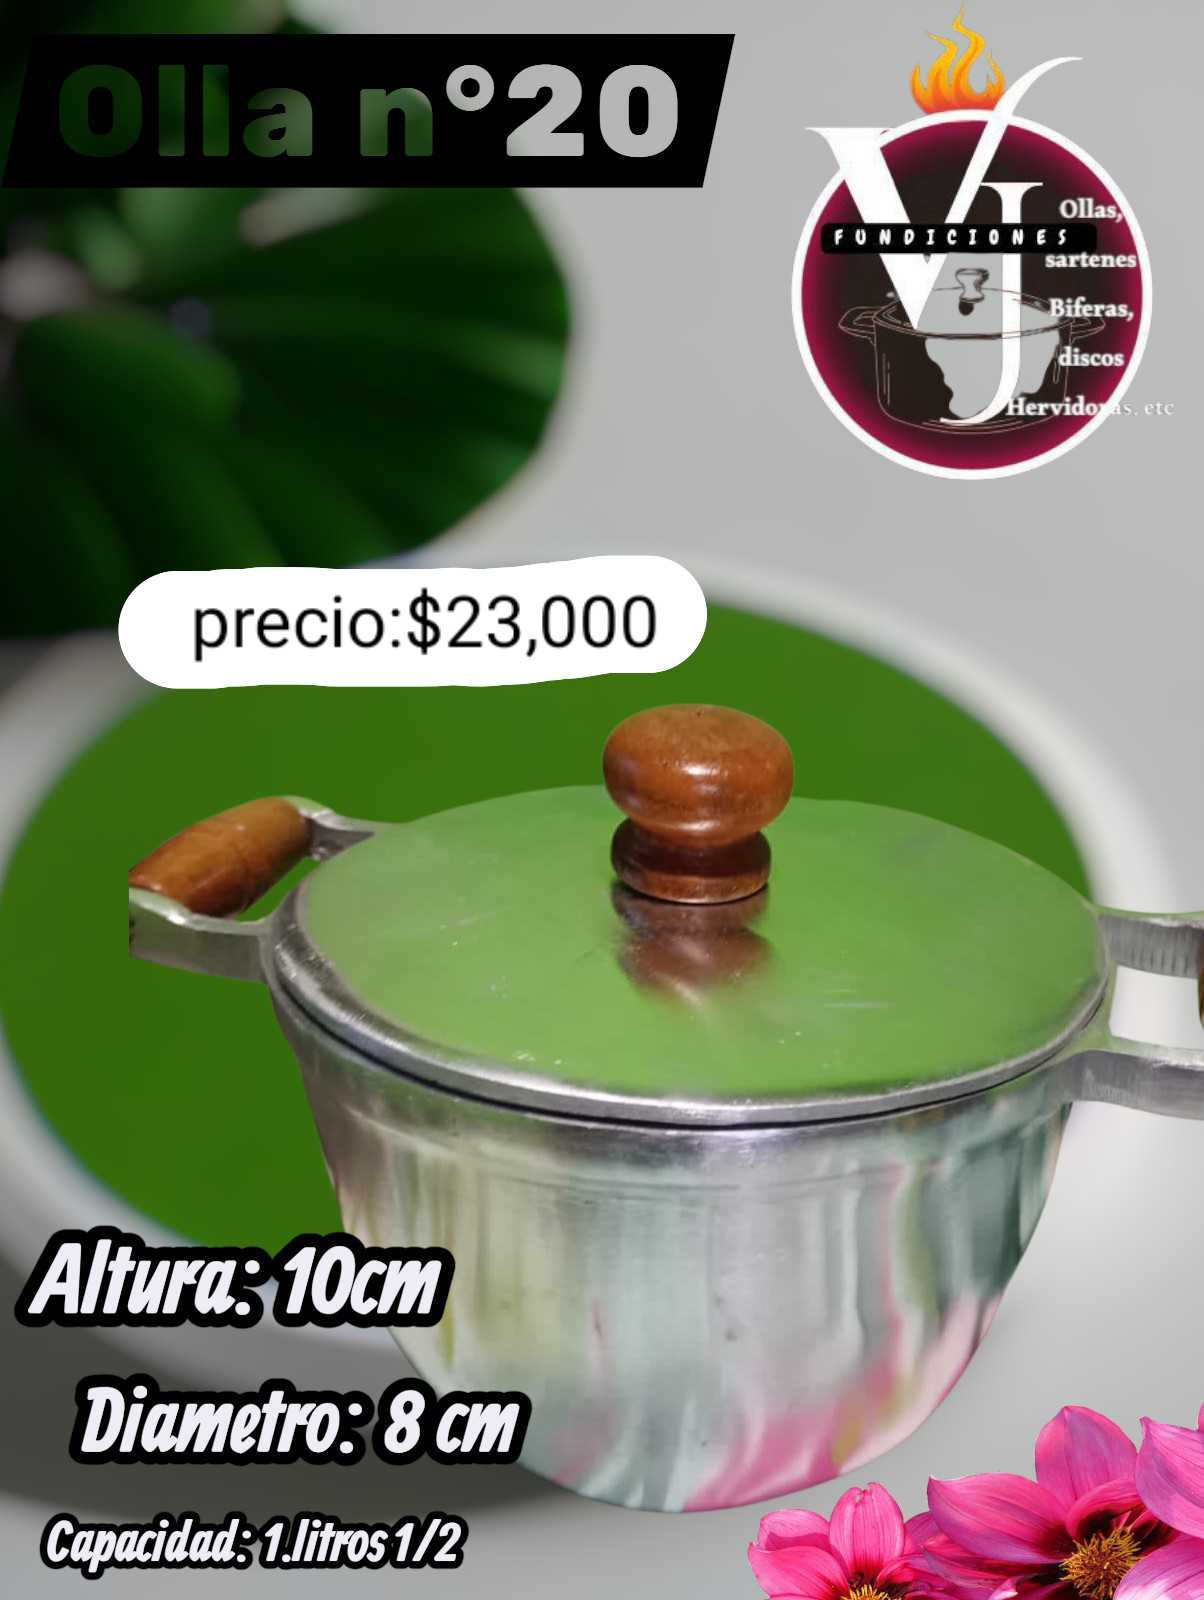 Olla n°20
VJ
FUNDICIONES
Ollas,
sartenes
Biferas,
discos
Hervidoras. etc
precio:$23,000
Altura: 10cm
Diametro: 8 cm
Capacidad: 1.litros 1/2